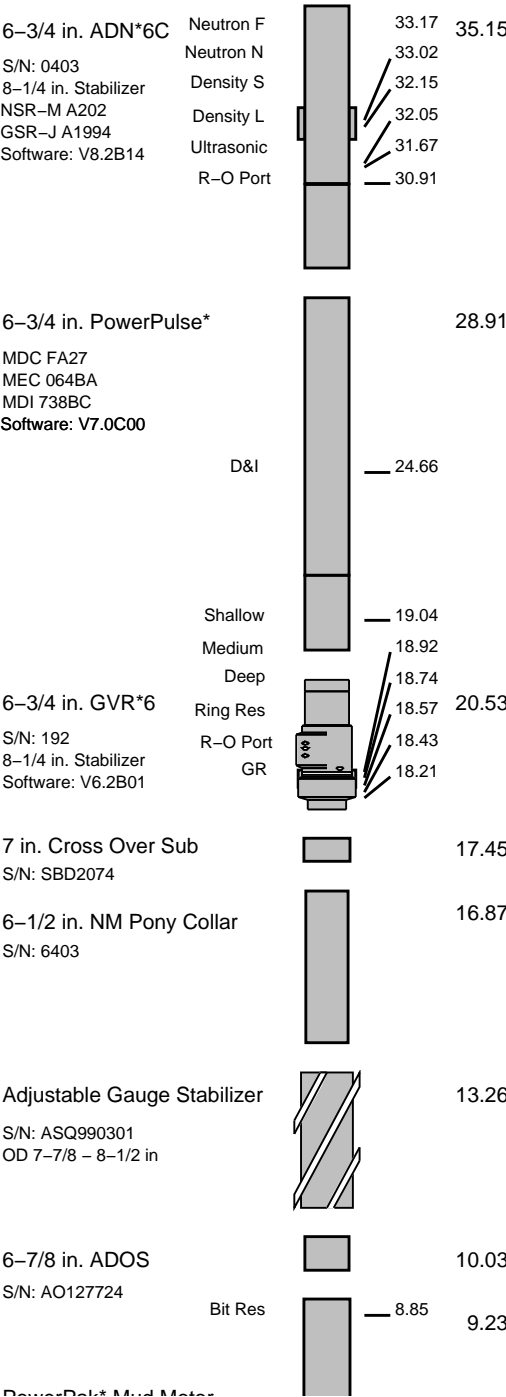 6–3/4 in. ADN*6C Neutron F 33.17 35.15
Neutron N 33.02
S/N: 0403
8–1/4 in. Stabilizer Density S 32.15
NSR–M A202
GSR–J A1994 Density L 32.05
Software: V8.2B14 Ultrasonic 31.67
R–O Port 30.91
6–3/4 in. PowerPulse* 28.91
MDC FA27
MEC 064BA
MDI 738BC
Software: V7.0C00
D&I 24.66
Shallow 19.04
Medium 18.92
Deep 18.74
6–3/4 in. GVR*6 Ring Res 18.57 20.53
S/N: 192 R–O Port 18.43
8–1/4 in. Stabilizer GR 18.21
Software: V6.2B01
7 in. Cross Over Sub 17.45
S/N: SBD2074
6–1/2 in. NM Pony Collar 16.87
S/N: 6403
Adjustable Gauge Stabilizer 13.26
S/N: ASQ990301
OD 7–7/8 – 8–1/2 in
6–7/8 in. ADOS 10.03
S/N: AO127724
Bit Res 8.85 9.23
PowerPak* Mud Motor